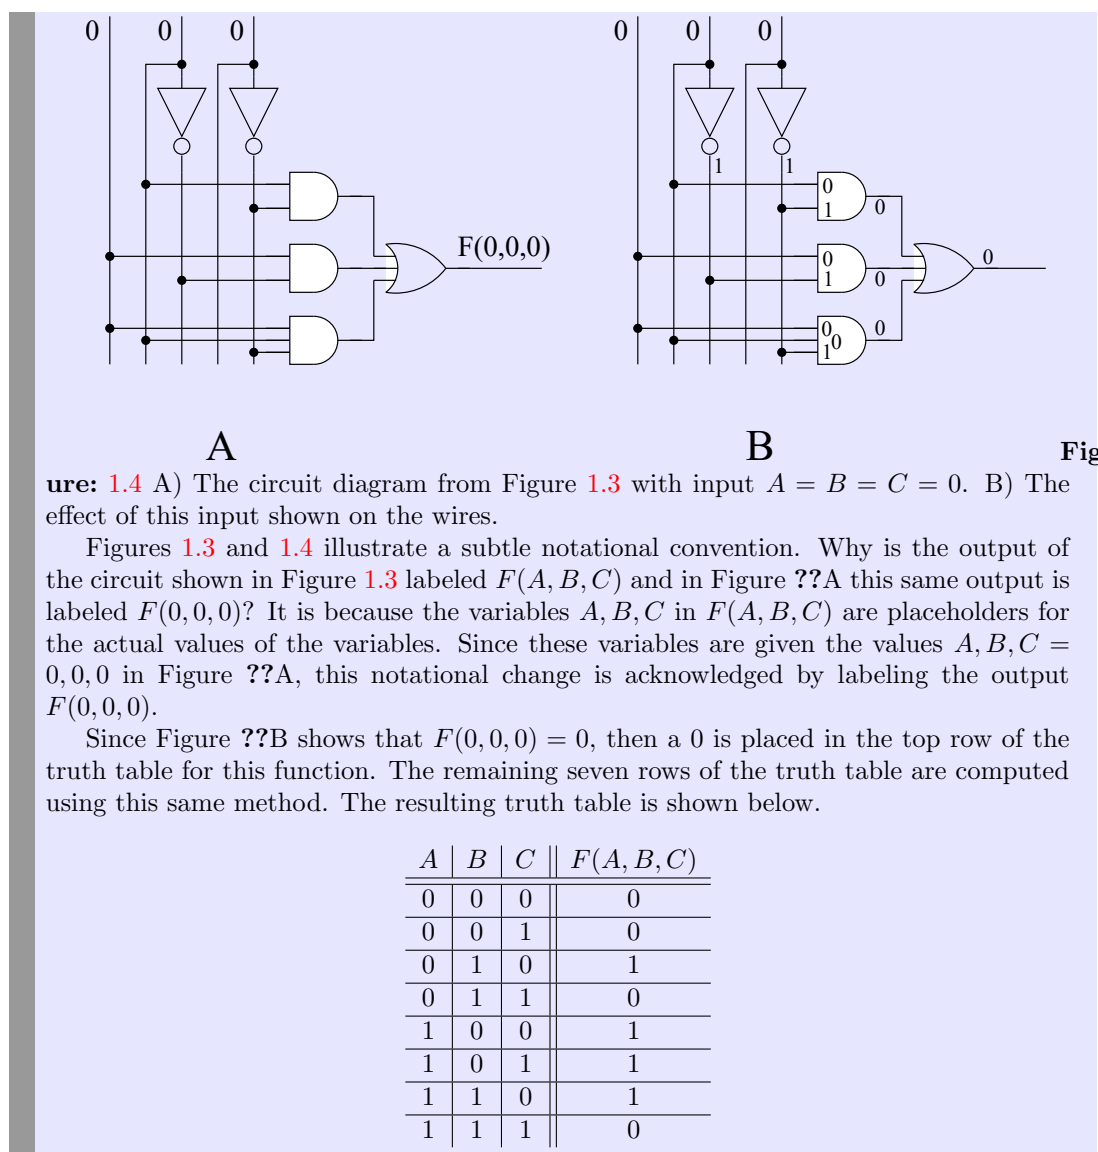 0 0 0 0 0 0
1 1
0
1 0
F(0,0,0)
0
1 0
0
0
0
1
0
A B Fig
ure: 1.4 A) The circuit diagram from Figure 1.3 with input A = B = C = 0. B) The
effect of this input shown on the wires.
Figures 1.3 and 1.4 illustrate a subtle notational convention. Why is the output of
the circuit shown in Figure 1.3 labeled F(A, B, C) and in Figure ??A this same output is
labeled F(0, 0, 0)? It is because the variables A, B, C in F(A, B, C) are placeholders for
the actual values of the variables. Since these variables are given the values A, B, C =
0, 0, 0 in Figure ??A, this notational change is acknowledged by labeling the output
F(0, 0, 0).
Since Figure ??B shows that F(0, 0, 0) = 0, then a 0 is placed in the top row of the
truth table for this function. The remaining seven rows of the truth table are computed
using this same method. The resulting truth table is shown below.
A B C F(A, B, C)
0 0 0 0
0 0 1 0
0 1 0 1
0 1 1 0
1 0 0 1
1 0 1 1
1 1 0 1
1 1 1 0